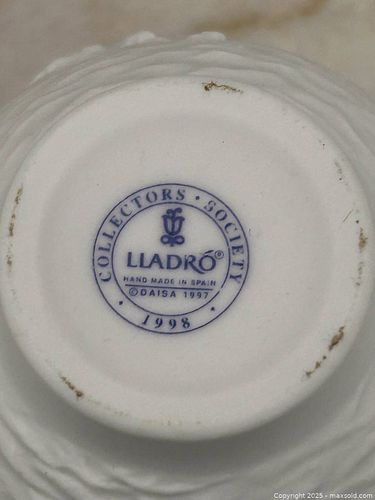 COLLECTORS · SOCIETY
LLADRÓ®
HAND MADE IN SPAIN
© DAISA 1997
· 1998 ·
Copyright 2025 - maxsold.com